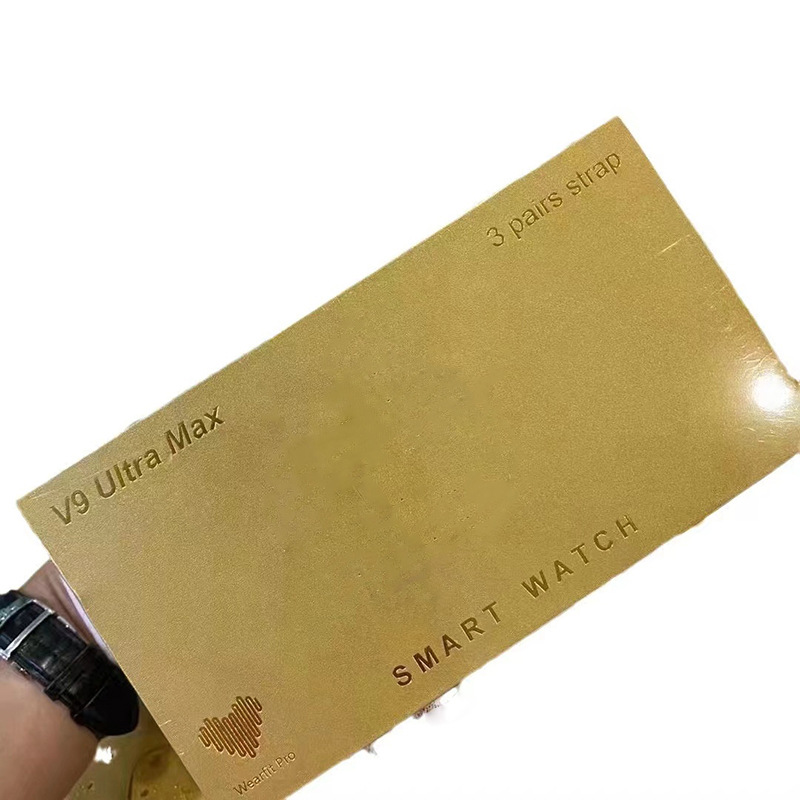 3 pairs strap
V9 Ultra Max
SMART WATCH
Wearfit Pro